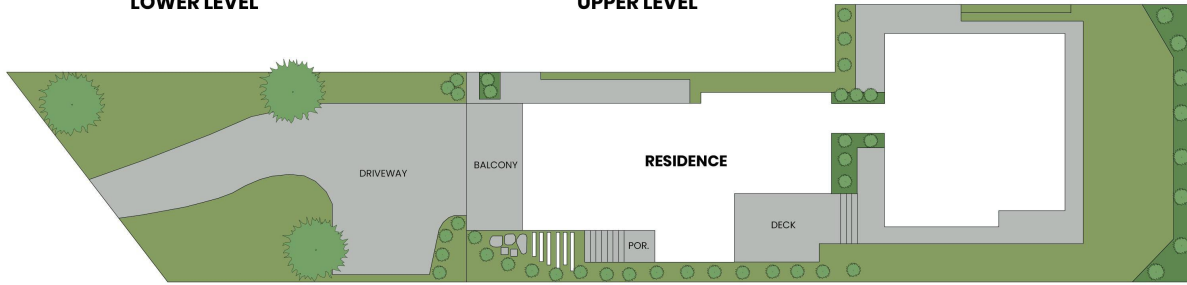 LOWER LEVEL
UPPER LEVEL
RESIDENCE
BALCONY
DRIVEWAY
DECK
POR.